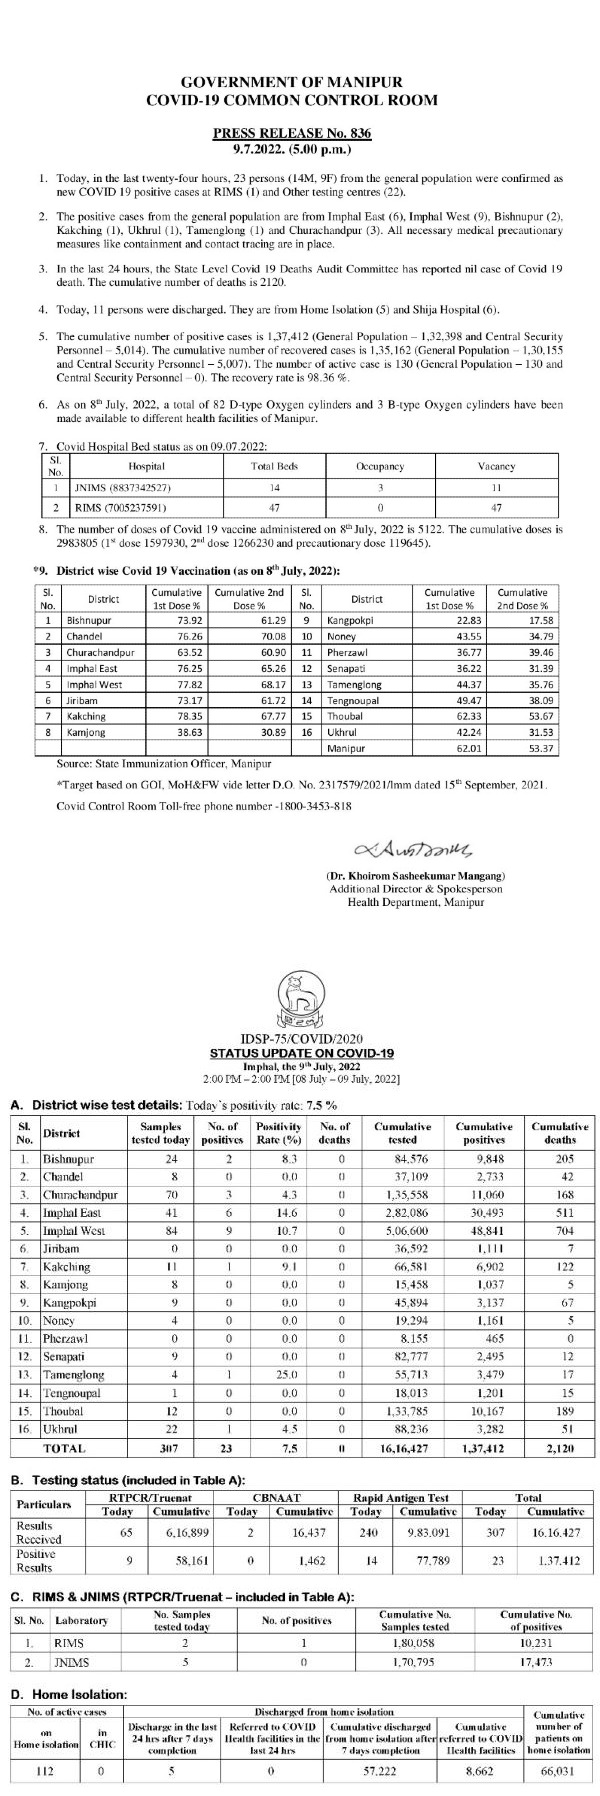 GOVERNMENT OF MANIPUR
COVID-19 COMMON CONTROL ROOM
PRESS RELEASE No. 836
9.7.2022. (5.00 p.m.)
1. Today, in the last twenty-four hours, 23 persons (14M, 9F) from the general population were confirmed as
new COVID 19 positive cases at RIMS (1) and Other testing centres (22).
2. The positive cases from the general population are from Imphal East (6), Imphal West (9), Bishnupur (2),
Kakching (1), Ukhrul (1), Tamenglong (1) and Churachandpur (3). All necessary medical precautionary
measures like containment and contact tracing are in place.
3. In the last 24 hours, the State Level Covid 19 Deaths Audit Committee has reported nil case of Covid 19
death. The cumulative number of deaths is 2120.
4. Today, 11 persons were discharged. They are from Home Isolation (5) and Shija Hospital (6).
5. The cumulative number of positive cases is 1,37,412 (General Population – 1,32,398 and Central Security
Personnel – 5,014). The cumulative number of recovered cases is 1,35,162 (General Population – 1,30,155
and Central Security Personnel – 5,007). The number of active case is 130 (General Population – 130 and
Central Security Personnel – 0). The recovery rate is 98.36 %.
6. As on 8th July, 2022, a total of 82 D-type Oxygen cylinders and 3 B-type Oxygen cylinders have been
made available to different health facilities of Manipur.
7. Covid Hospital Bed status as on 09.07.2022:
Sl. No. Hospital Total Beds Occupancy Vacancy
1 JNIMS (8837342527) 14 3 11
2 RIMS (7005237591) 47 0 47
8. The number of doses of Covid 19 vaccine administered on 8th July, 2022 is 5122. The cumulative doses is
2983805 (1st dose 1597930, 2nd dose 1266230 and precautionary dose 119645).
*9. District wise Covid 19 Vaccination (as on 8th July, 2022):
Sl. No. District Cumulative 1st Dose % Cumulative 2nd Dose % Sl. No. District Cumulative 1st Dose % Cumulative 2nd Dose %
1 Bishnupur 73.92 61.29 9 Kangpokpi 22.83 17.58
2 Chandel 76.26 70.08 10 Noney 43.55 34.79
3 Churachandpur 63.52 60.90 11 Pherzawl 36.77 39.46
4 Imphal East 76.25 65.26 12 Senapati 36.22 31.39
5 Imphal West 77.82 68.17 13 Tamenglong 44.37 35.76
6 Jiribam 73.17 61.72 14 Tengnoupal 49.47 38.09
7 Kakching 78.35 67.77 15 Thoubal 62.33 53.67
8 Kamjong 38.63 30.89 16 Ukhrul 42.24 31.53
Manipur 62.01 53.37
Source: State Immunization Officer, Manipur
*Target based on GOI, MoH&FW vide letter D.O. No. 2317579/2021/Imm dated 15th September, 2021.
Covid Control Room Toll-free phone number -1800-3453-818
(Dr. Khoirom Sasheekumar Mangang)
Additional Director & Spokesperson
Health Department, Manipur
IDSP-75/COVID/2020
STATUS UPDATE ON COVID-19
Imphal, the 9th July, 2022
2:00 PM – 2:00 PM [08 July – 09 July, 2022]
A. District wise test details: Today`s positivity rate: 7.5 %
Sl. No. District Samples tested today No. of positives Positivity Rate (%) No. of deaths Cumulative tested Cumulative positives Cumulative deaths
1. Bishnupur 24 2 8.3 0 84,576 9,848 205
2. Chandel 8 0 0.0 0 37,109 2,733 42
3. Churachandpur 70 3 4.3 0 1,35,558 11,060 168
4. Imphal East 41 6 14.6 0 2,82,086 30,493 511
5. Imphal West 84 9 10.7 0 5,06,600 48,841 704
6. Jiribam 0 0 0.0 0 36,592 1,111 7
7. Kakching 11 1 9.1 0 66,581 6,902 122
8. Kamjong 8 0 0.0 0 15,458 1,037 5
9. Kangpokpi 9 0 0.0 0 45,894 3,137 67
10. Noney 4 0 0.0 0 19,294 1,161 5
11. Pherzawl 0 0 0.0 0 8,155 465 0
12. Senapati 9 0 0.0 0 82,777 2,495 12
13. Tamenglong 4 1 25.0 0 55,713 3,479 17
14. Tengnoupal 1 0 0.0 0 18,013 1,201 15
15. Thoubal 12 0 0.0 0 1,33,785 10,167 189
16. Ukhrul 22 1 4.5 0 88,236 3,282 51
TOTAL 307 23 7.5 0 16,16,427 1,37,412 2,120
B. Testing status (included in Table A):
Particulars RTPCR/Truenat CBNAAT Rapid Antigen Test Total
Today Cumulative Today Cumulative Today Cumulative Today Cumulative
Results Received 65 6,16,899 2 16,437 240 9,83,091 307 16,16,427
Positive Results 9 58,161 0 1,462 14 77,789 23 1,37,412
C. RIMS & JNIMS (RTPCR/Truenat – included in Table A):
Sl. No. Laboratory No. Samples tested today No. of positives Cumulative No. Samples tested Cumulative No. of positives
1. RIMS 2 1 1,80,058 10,231
2. JNIMS 5 0 1,70,795 17,473
D. Home Isolation:
No. of active cases Discharged from home isolation Cumulative number of patients on home isolation
on Home isolation in CHIC Discharge in the last 24 hrs after 7 days completion Referred to COVID Health facilities in the last 24 hrs Cumulative discharged from home isolation after 7 days completion Cumulative referred to COVID Health facilities
112 0 5 0 57,222 8,662 66,031